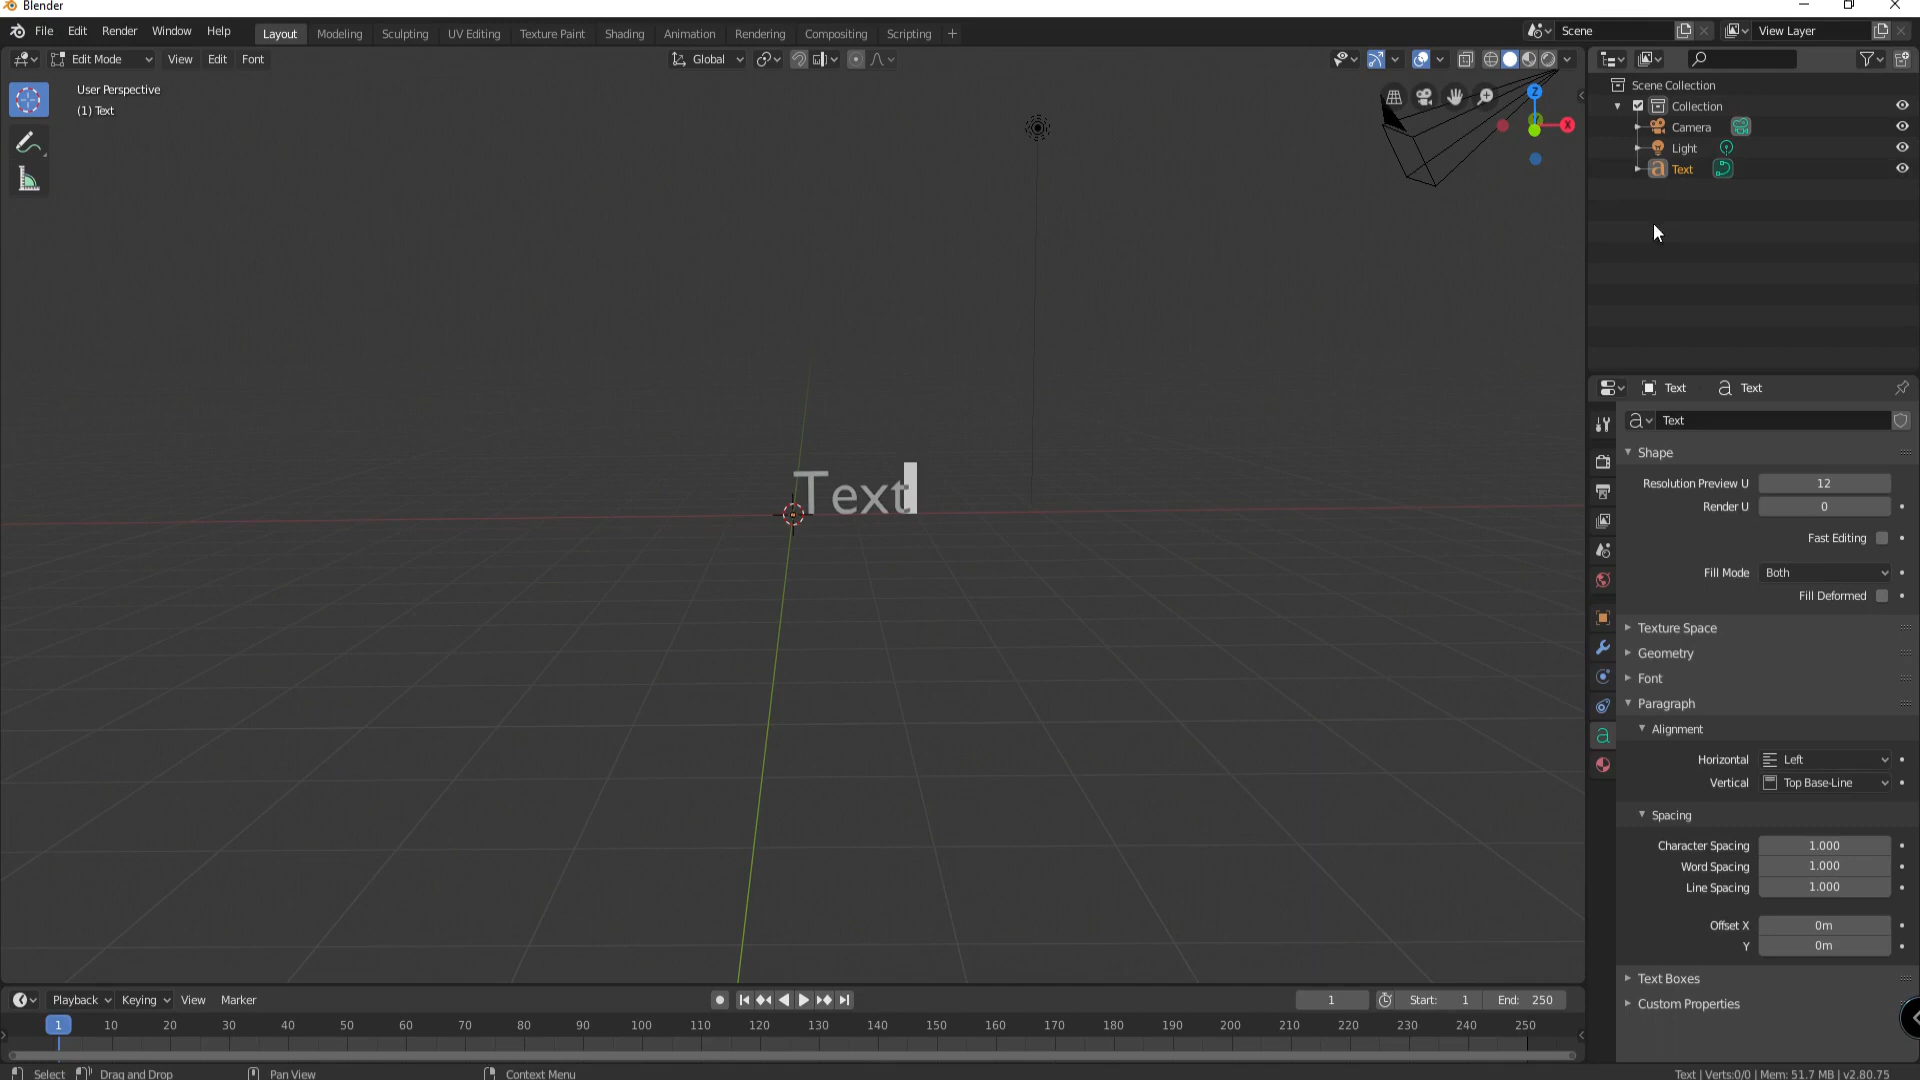 Blender
File Edit Render Window Help Layout Modeling Sculpting UV Editing Texture Paint Shading Animation Rendering Compositing Scripting + Scene View Layer
Edit Mode View Edit Font Global
User Perspective
(1) Text
Z
X
Text
Scene Collection
Collection
Camera
Light
Text
Text Text
Text
Shape
Resolution Preview U 12
Render U 0
Fast Editing
Fill Mode Both
Fill Deformed
Texture Space
Geometry
Font
Paragraph
Alignment
Horizontal Left
Vertical Top Base-Line
Spacing
Character Spacing 1.000
Word Spacing 1.000
Line Spacing 1.000
Offset X 0m
Y 0m
Text Boxes
Custom Properties
Playback Keying View Marker 1 Start: 1 End: 250
1 10 20 30 40 50 60 70 80 90 100 110 120 130 140 150 160 170 180 190 200 210 220 230 240 250
Select Drag and Drop Pan View Context Menu Text | Verts:0/0 | Mem: 51.7 MB | v2.80.75